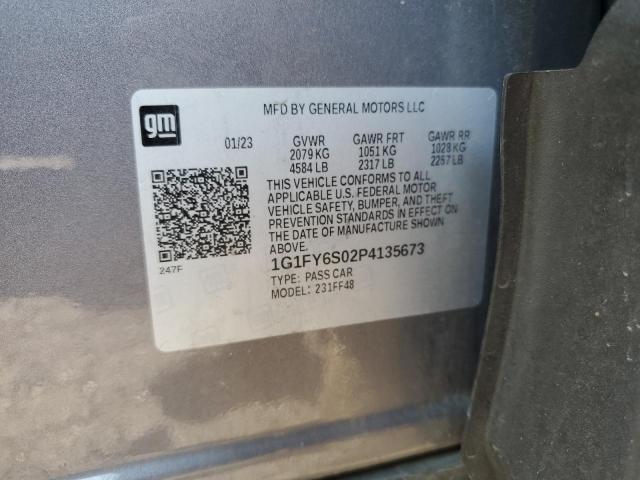 MFD BY GENERAL MOTORS LLC
gm
01/23 GVWR GAWR FRT GAWR RR
2079 KG 1051 KG 1028 KG
4584 LB 2317 LB 2267 LB
THIS VEHICLE CONFORMS TO ALL
APPLICABLE U.S. FEDERAL MOTOR
VEHICLE SAFETY, BUMPER, AND THEFT
PREVENTION STANDARDS IN EFFECT ON
THE DATE OF MANUFACTURE SHOWN
ABOVE.
247F
1G1FY6S02P4135673
TYPE: PASS CAR
MODEL: 231FF48